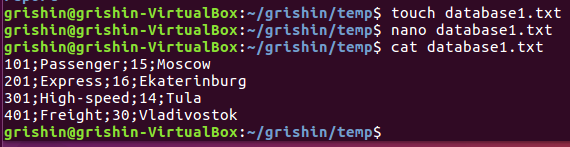 grishin@grishin-VirtualBox:~/grishin/temp$ touch database1.txt
grishin@grishin-VirtualBox:~/grishin/temp$ nano database1.txt
grishin@grishin-VirtualBox:~/grishin/temp$ cat database1.txt
101;Passenger;15;Moscow
201;Express;16;Ekaterinburg
301;High-speed;14;Tula
401;Freight;30;Vladivostok
grishin@grishin-VirtualBox:~/grishin/temp$